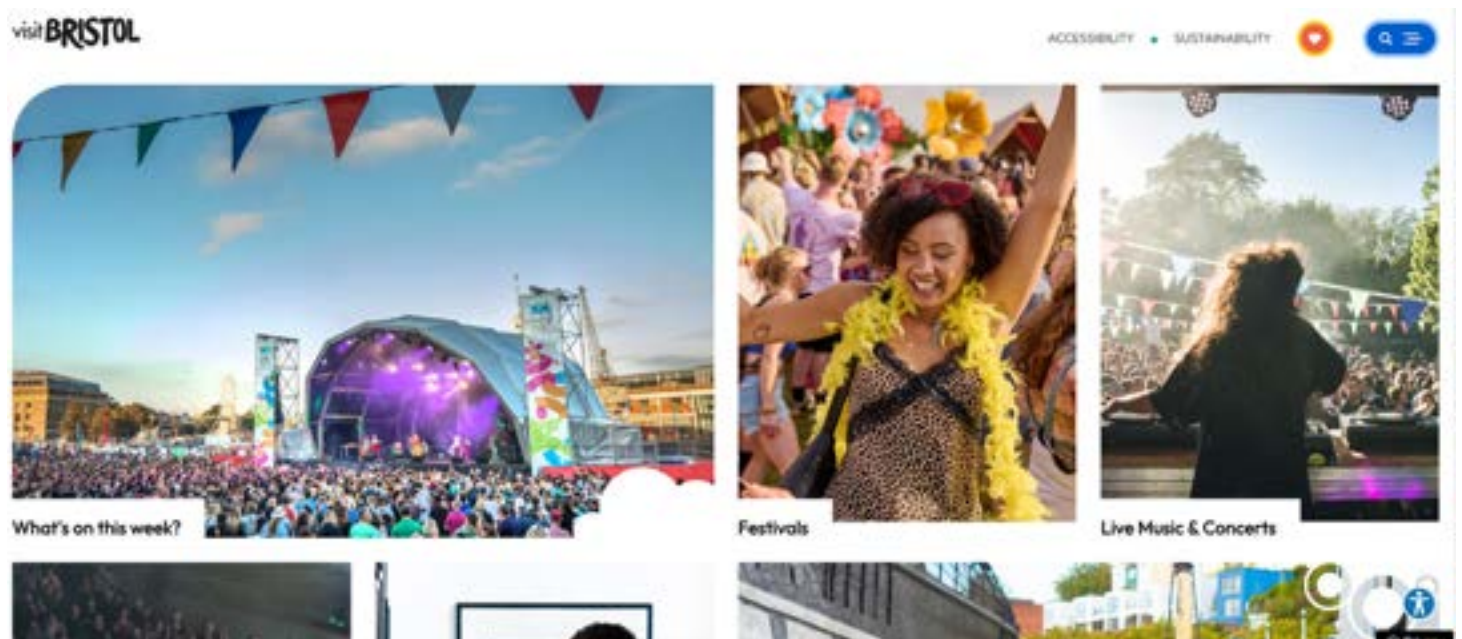 visit BRISTOL
ACCESSIBILITY • SUSTAINABILITY
What's on this week?
Festivals
Live Music & Concerts